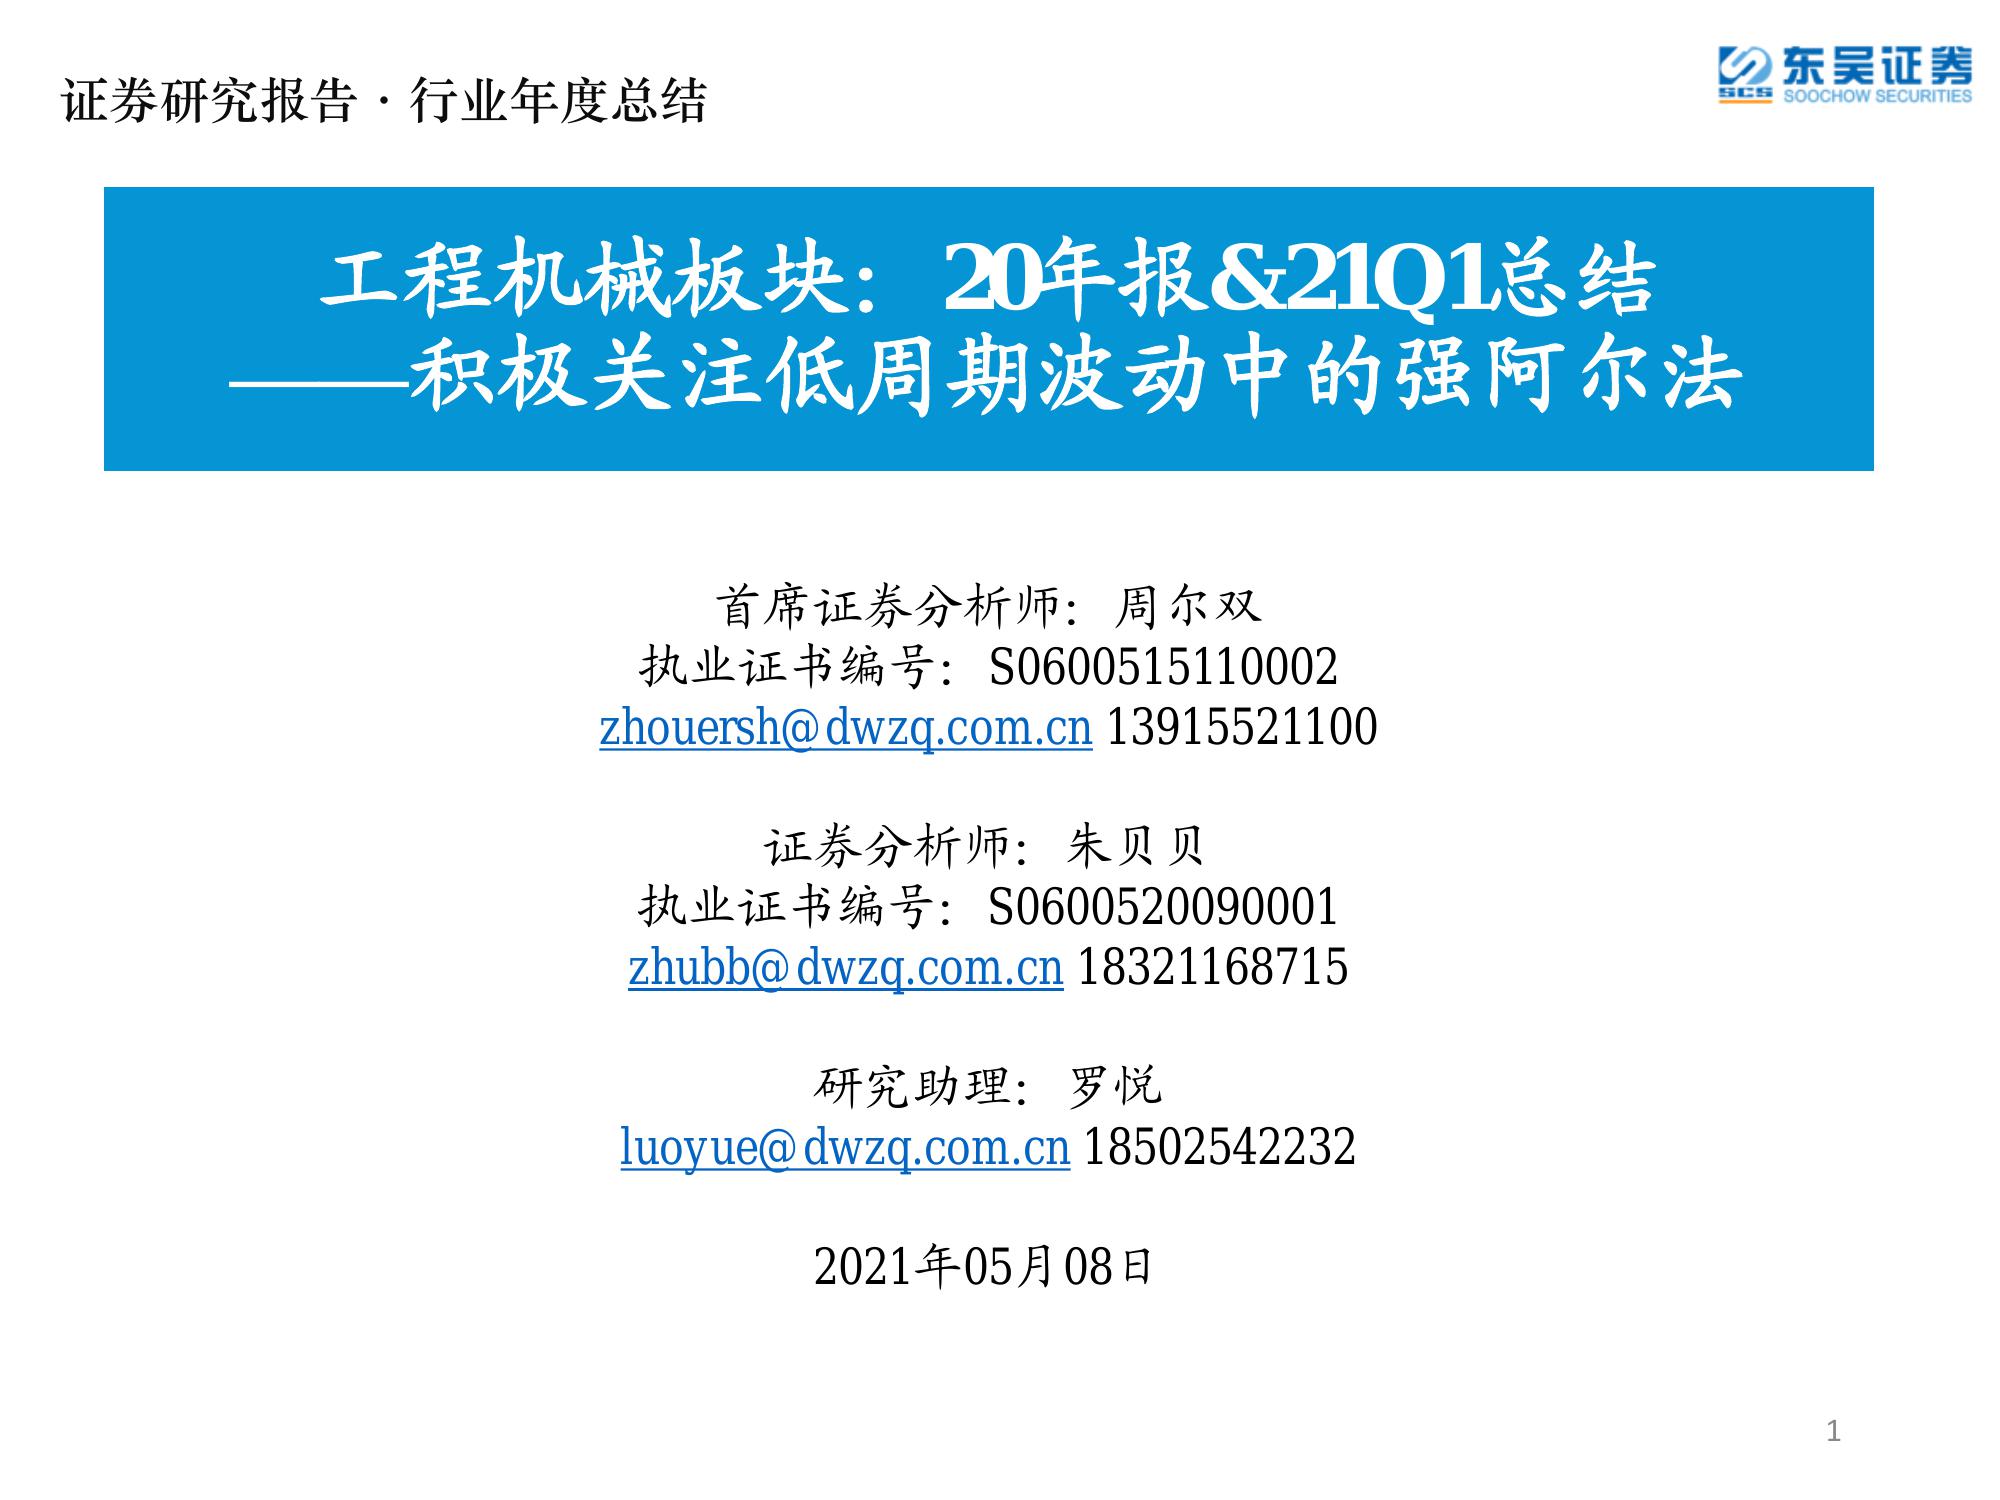 证券研究报告·行业年度总结
SCS 东吴证券
SOOCHOW SECURITIES
工程机械板块：20年报&21Q1总结
——积极关注低周期波动中的强阿尔法
首席证券分析师：周尔双
执业证书编号：S0600515110002
zhouersh@dwzq.com.cn 13915521100
证券分析师：朱贝贝
执业证书编号：S0600520090001
zhubb@dwzq.com.cn 18321168715
研究助理：罗悦
luoyue@dwzq.com.cn 18502542232
2021年05月08日
1